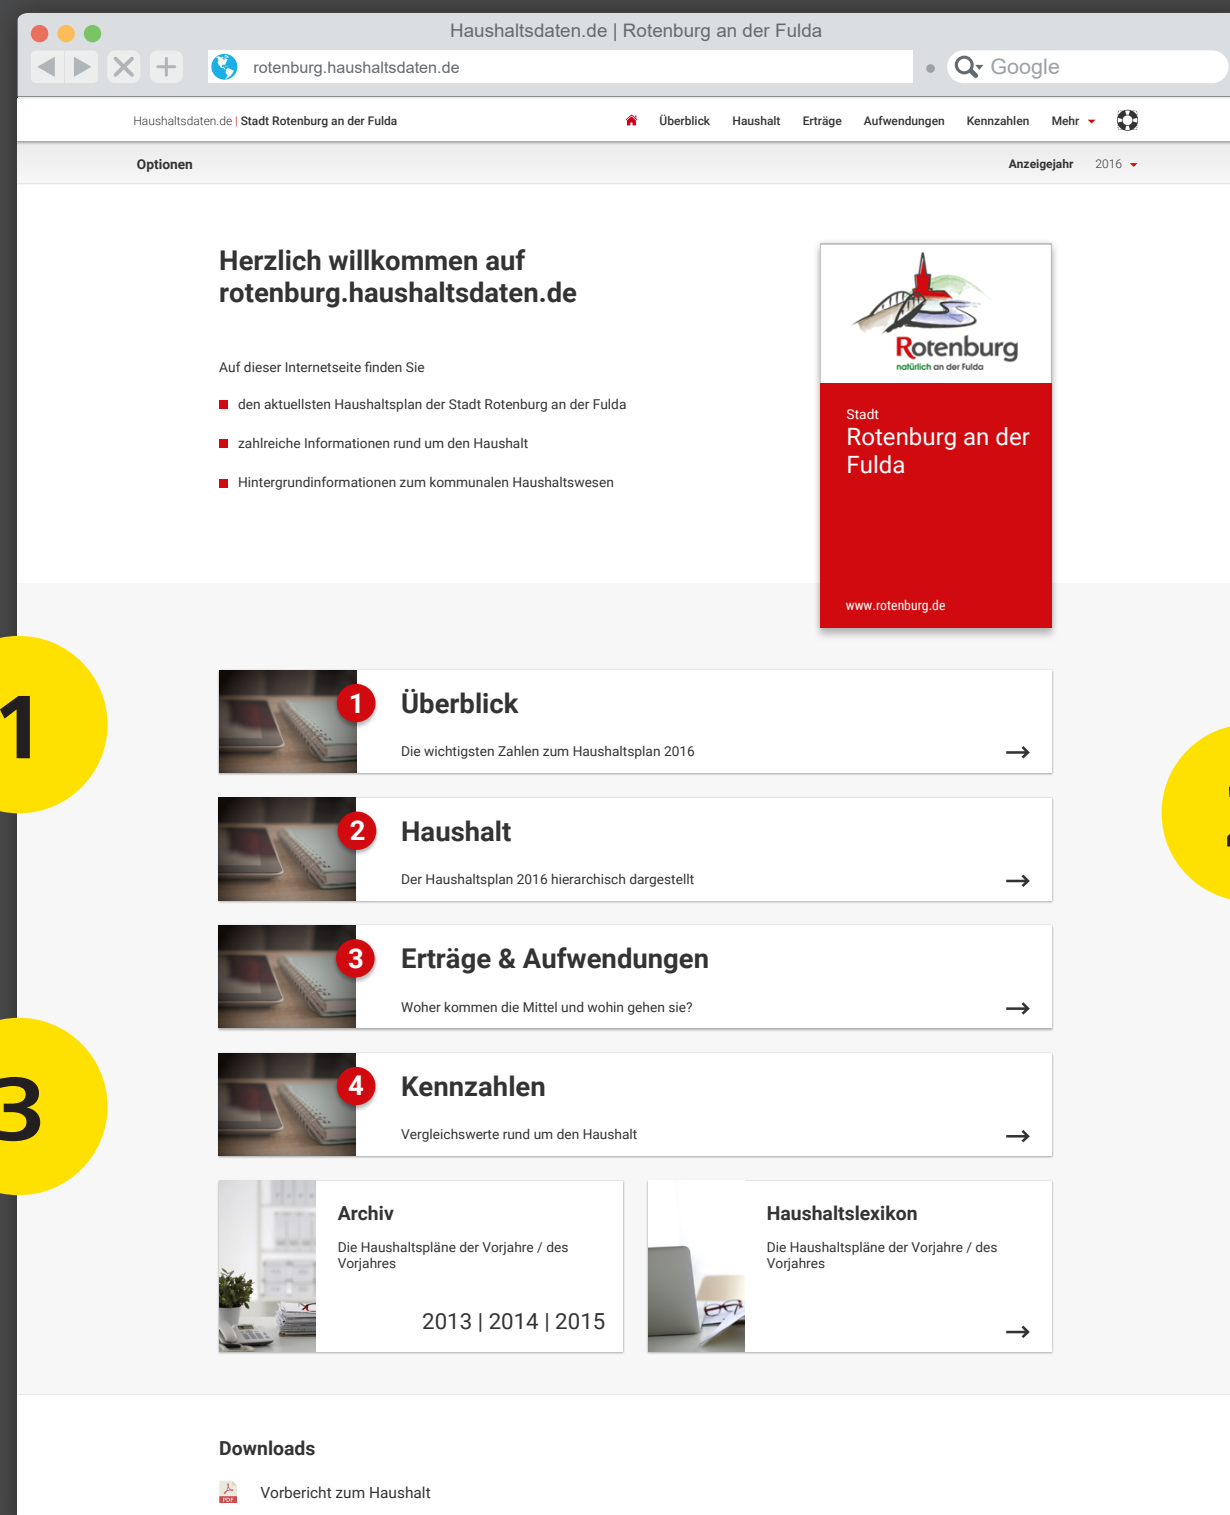 Haushaltsdaten.de | Rotenburg an der Fulda
rotenburg.haushaltsdaten.de
Google
Haushaltsdaten.de | Stadt Rotenburg an der Fulda
Überblick Haushalt Erträge Aufwendungen Kennzahlen Mehr
Optionen
Anzeigejahr 2016
Herzlich willkommen auf
rotenburg.haushaltsdaten.de
Auf dieser Internetseite finden Sie
den aktuellsten Haushaltsplan der Stadt Rotenburg an der Fulda
zahlreiche Informationen rund um den Haushalt
Hintergrundinformationen zum kommunalen Haushaltswesen
Rotenburg
natürlich an der Fulda
Stadt
Rotenburg an der
Fulda
www.rotenburg.de
1
1
Überblick
Die wichtigsten Zahlen zum Haushaltsplan 2016
2
Haushalt
Der Haushaltsplan 2016 hierarchisch dargestellt
3
Erträge & Aufwendungen
Woher kommen die Mittel und wohin gehen sie?
3
4
Kennzahlen
Vergleichswerte rund um den Haushalt
Archiv
Die Haushaltspläne der Vorjahre / des
Vorjahres
2013 | 2014 | 2015
Haushaltslexikon
Die Haushaltspläne der Vorjahre / des
Vorjahres
Downloads
PDF
Vorbericht zum Haushalt